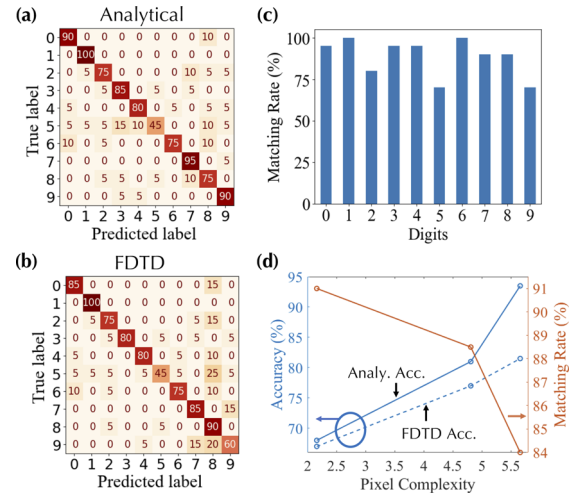 (a) Analytical
0 90 0 0 0 0 0 0 0 10 0
1 0 100 0 0 0 0 0 0 0 0
2 0 5 75 0 0 0 0 10 5 5
3 0 0 5 85 0 5 0 0 0 5
4 0 5 0 0 80 0 5 0 5 5
5 5 5 5 15 10 45 0 0 10 5
6 10 0 5 0 0 0 75 0 10 0
7 0 0 0 0 0 0 0 95 0 5
8 0 0 5 5 0 5 0 10 75 0
9 0 0 0 5 5 0 0 0 0 90
0 1 2 3 4 5 6 7 8 9
True label
Predicted label
(c)
100
75
50
25
0
Matching Rate (%)
0 1 2 3 4 5 6 7 8 9
Digits
(b) FDTD
0 85 0 0 0 0 0 0 0 15 0
1 0 100 0 0 0 0 0 0 0 0
2 0 5 75 0 0 0 0 5 15 0
3 0 0 5 80 0 5 0 0 5 5
4 0 5 0 0 80 0 5 0 10 0
5 5 5 5 5 5 45 0 0 25 5
6 10 0 5 0 0 0 75 0 10 0
7 0 0 0 0 0 0 0 85 0 15
8 0 0 5 0 0 5 0 0 90 0
9 0 0 0 0 5 0 0 15 20 60
0 1 2 3 4 5 6 7 8 9
True label
Predicted label
(d)
95
90
85
80
75
70
Accuracy (%)
Analy. Acc.
FDTD Acc.
91
90
89
88
87
86
85
84
Matching Rate (%)
2 2.5 3 3.5 4 4.5 5 5.5
Pixel Complexity